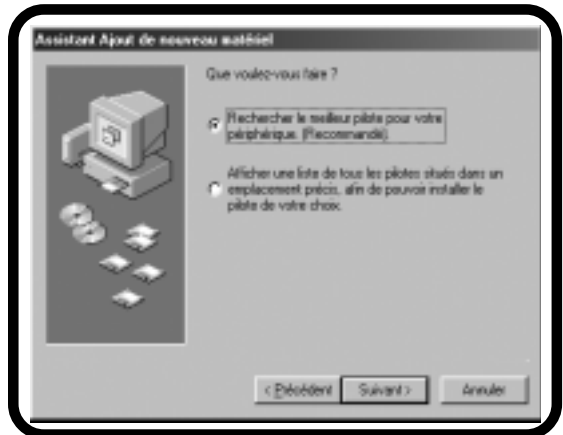 Assistant Ajout de nouveau matériel
Que voulez-vous faire ?
Rechercher le meilleur pilote pour votre
périphérique. (Recommandé).
Afficher une liste de tous les pilotes situés dans un
emplacement précis, afin de pouvoir installer le
pilote de votre choix.
< Précédent
Suivant >
Annuler